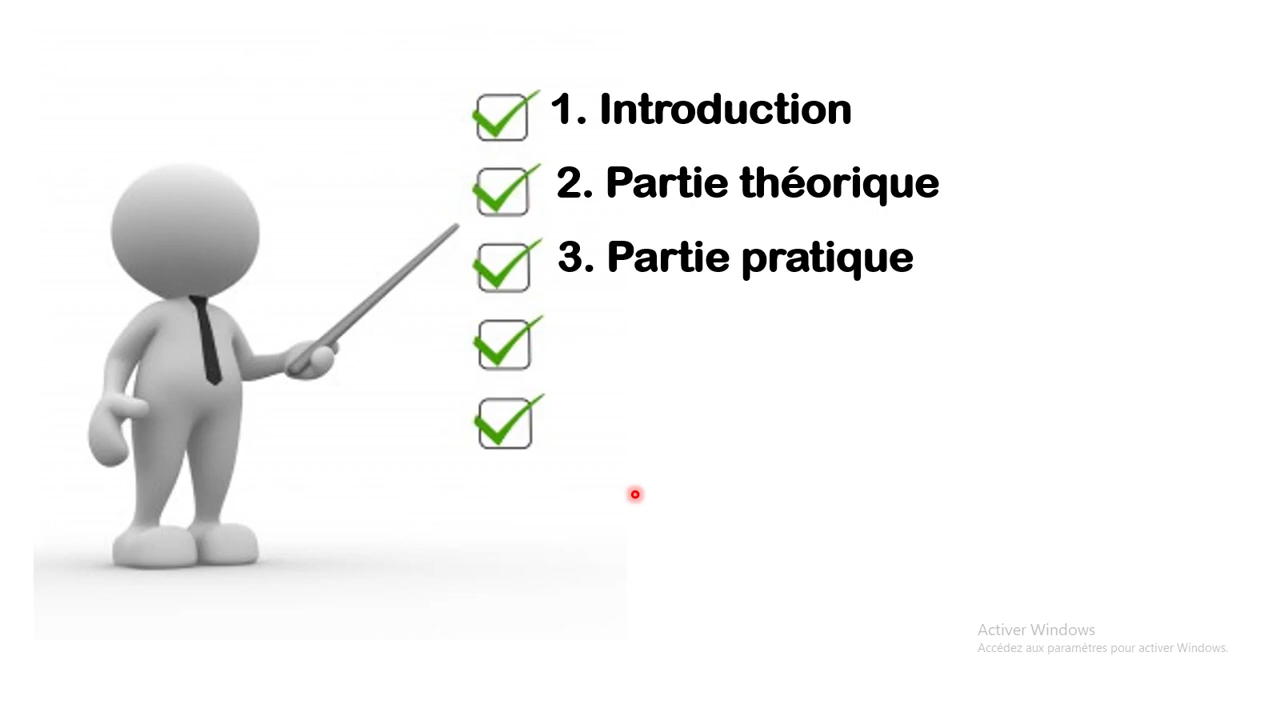 1. Introduction
2. Partie théorique
3. Partie pratique
Activer Windows
Accédez aux paramètres pour activer Windows.